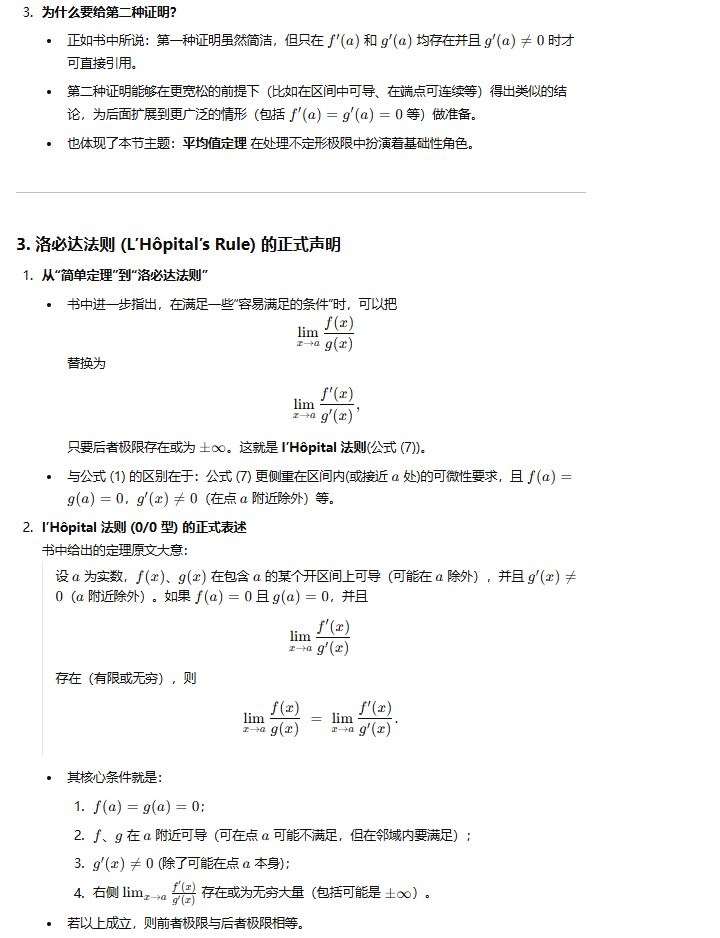 3. 为什么要给第二种证明?
• 正如书中所说：第一种证明虽然简洁，但只在 f′(a) 和 g′(a) 均存在并且 g′(a) ≠ 0 时才
可直接引用。
• 第二种证明能够在更宽松的前提下（比如在区间中可导、在端点可连续等）得出类似的结
论，为后面扩展到更广泛的情形（包括 f′(a) = g′(a) = 0 等）做准备。
• 也体现了本节主题：平均值定理 在处理不定形极限中扮演着基础性角色。
3. 洛必达法则 (L’Hôpital’s Rule) 的正式声明
1. 从“简单定理”到“洛必达法则”
• 书中进一步指出，在满足一些“容易满足的条件”时，可以把
lim_{x→a} f(x)/g(x)
替换为
lim_{x→a} f′(x)/g′(x),
只要后者极限存在或为 ±∞。这就是 l’Hôpital 法则(公式 (7))。
• 与公式 (1) 的区别在于：公式 (7) 更侧重在区间内(或接近 a 处)的可微性要求，且 f(a) =
g(a) = 0，g′(x) ≠ 0（在点 a 附近除外）等。
2. l’Hôpital 法则 (0/0 型) 的正式表述
书中给出的定理原文大意：
设 a 为实数，f(x)、g(x) 在包含 a 的某个开区间上可导（可能在 a 除外），并且 g′(x) ≠
0（a 附近除外）。如果 f(a) = 0 且 g(a) = 0，并且
lim_{x→a} f′(x)/g′(x)
存在（有限或无穷），则
lim_{x→a} f(x)/g(x) = lim_{x→a} f′(x)/g′(x).
• 其核心条件就是：
1. f(a) = g(a) = 0；
2. f、g 在 a 附近可导（可在点 a 可能不满足，但在邻域内要满足）；
3. g′(x) ≠ 0 (除了可能在点 a 本身)；
4. 右侧 lim_{x→a} f′(x)/g′(x) 存在或为无穷大量（包括可能是 ±∞）。
• 若以上成立，则前者极限与后者极限相等。